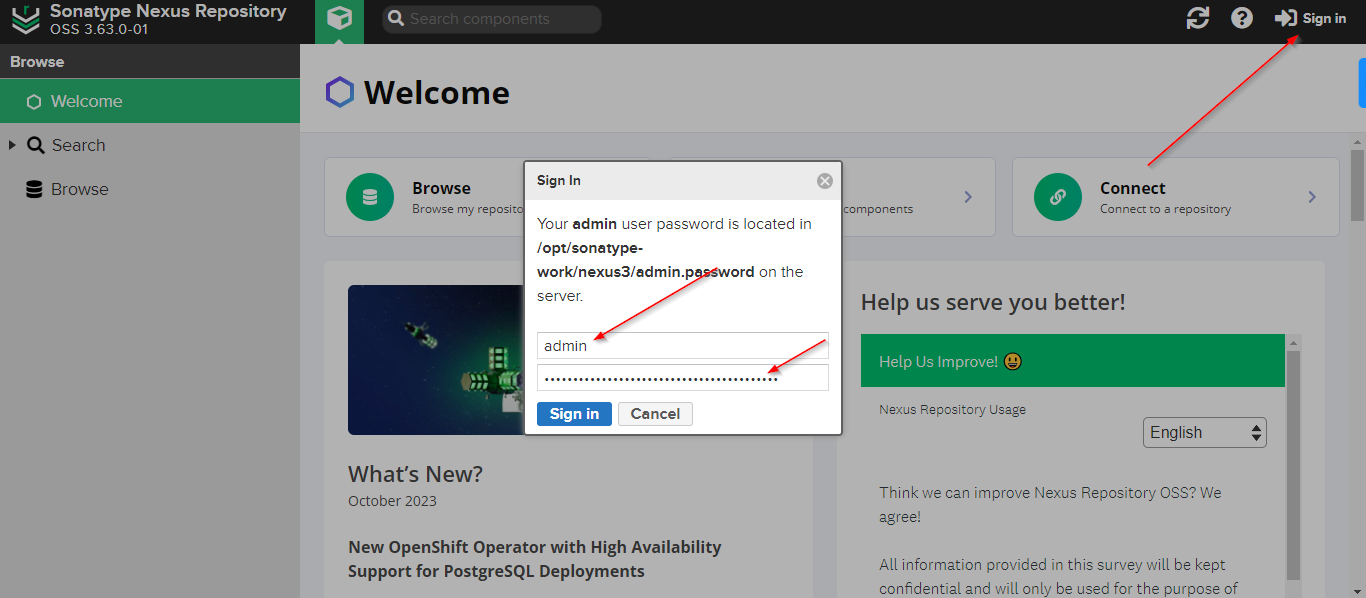 Sonatype Nexus Repository
OSS 3.63.0-01
Search components
Sign in
Browse
Welcome
Search
Browse
Welcome
Browse
Browse my reposito
components
Connect
Connect to a repository
Sign In
Your admin user password is located in
/opt/sonatype-
work/nexus3/admin.password on the
server.
admin
Sign in
Cancel
What's New?
October 2023
New OpenShift Operator with High Availability
Support for PostgreSQL Deployments
Help us serve you better!
Help Us Improve! 😃
Nexus Repository Usage
English
Think we can improve Nexus Repository OSS? We
agree!
All information provided in this survey will be kept
confidential and will only be used for the purpose of